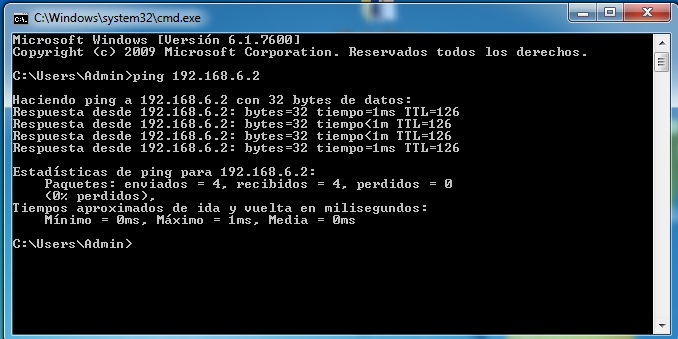 C:\Windows\system32\cmd.exe
Microsoft Windows [Versión 6.1.7600]
Copyright (c) 2009 Microsoft Corporation. Reservados todos los derechos.
C:\Users\Admin>ping 192.168.6.2
Haciendo ping a 192.168.6.2 con 32 bytes de datos:
Respuesta desde 192.168.6.2: bytes=32 tiempo=1ms TTL=126
Respuesta desde 192.168.6.2: bytes=32 tiempo<1m TTL=126
Respuesta desde 192.168.6.2: bytes=32 tiempo<1m TTL=126
Respuesta desde 192.168.6.2: bytes=32 tiempo=1ms TTL=126
Estadísticas de ping para 192.168.6.2:
Paquetes: enviados = 4, recibidos = 4, perdidos = 0
(0% perdidos),
Tiempos aproximados de ida y vuelta en milisegundos:
Mínimo = 0ms, Máximo = 1ms, Media = 0ms
C:\Users\Admin>